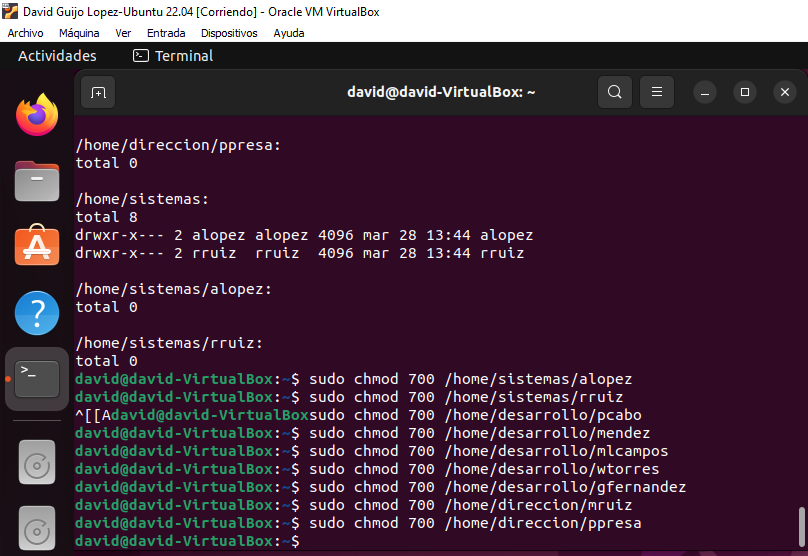 David Guijo Lopez-Ubuntu 22.04 [Corriendo] - Oracle VM VirtualBox
Archivo Máquina Ver Entrada Dispositivos Ayuda
Actividades Terminal
david@david-VirtualBox: ~
/home/direccion/ppresa:
total 0
/home/sistemas:
total 8
drwxr-x--- 2 alopez alopez 4096 mar 28 13:44 alopez
drwxr-x--- 2 rruiz  rruiz  4096 mar 28 13:44 rruiz
/home/sistemas/alopez:
total 0
/home/sistemas/rruiz:
total 0
david@david-VirtualBox:~$ sudo chmod 700 /home/sistemas/alopez
david@david-VirtualBox:~$ sudo chmod 700 /home/sistemas/rruiz
^[[Adavid@david-VirtualBoxsudo chmod 700 /home/desarrollo/pcabo
david@david-VirtualBox:~$ sudo chmod 700 /home/desarrollo/mendez
david@david-VirtualBox:~$ sudo chmod 700 /home/desarrollo/mlcampos
david@david-VirtualBox:~$ sudo chmod 700 /home/desarrollo/wtorres
david@david-VirtualBox:~$ sudo chmod 700 /home/desarrollo/gfernandez
david@david-VirtualBox:~$ sudo chmod 700 /home/direccion/mruiz
david@david-VirtualBox:~$ sudo chmod 700 /home/direccion/ppresa
david@david-VirtualBox:~$